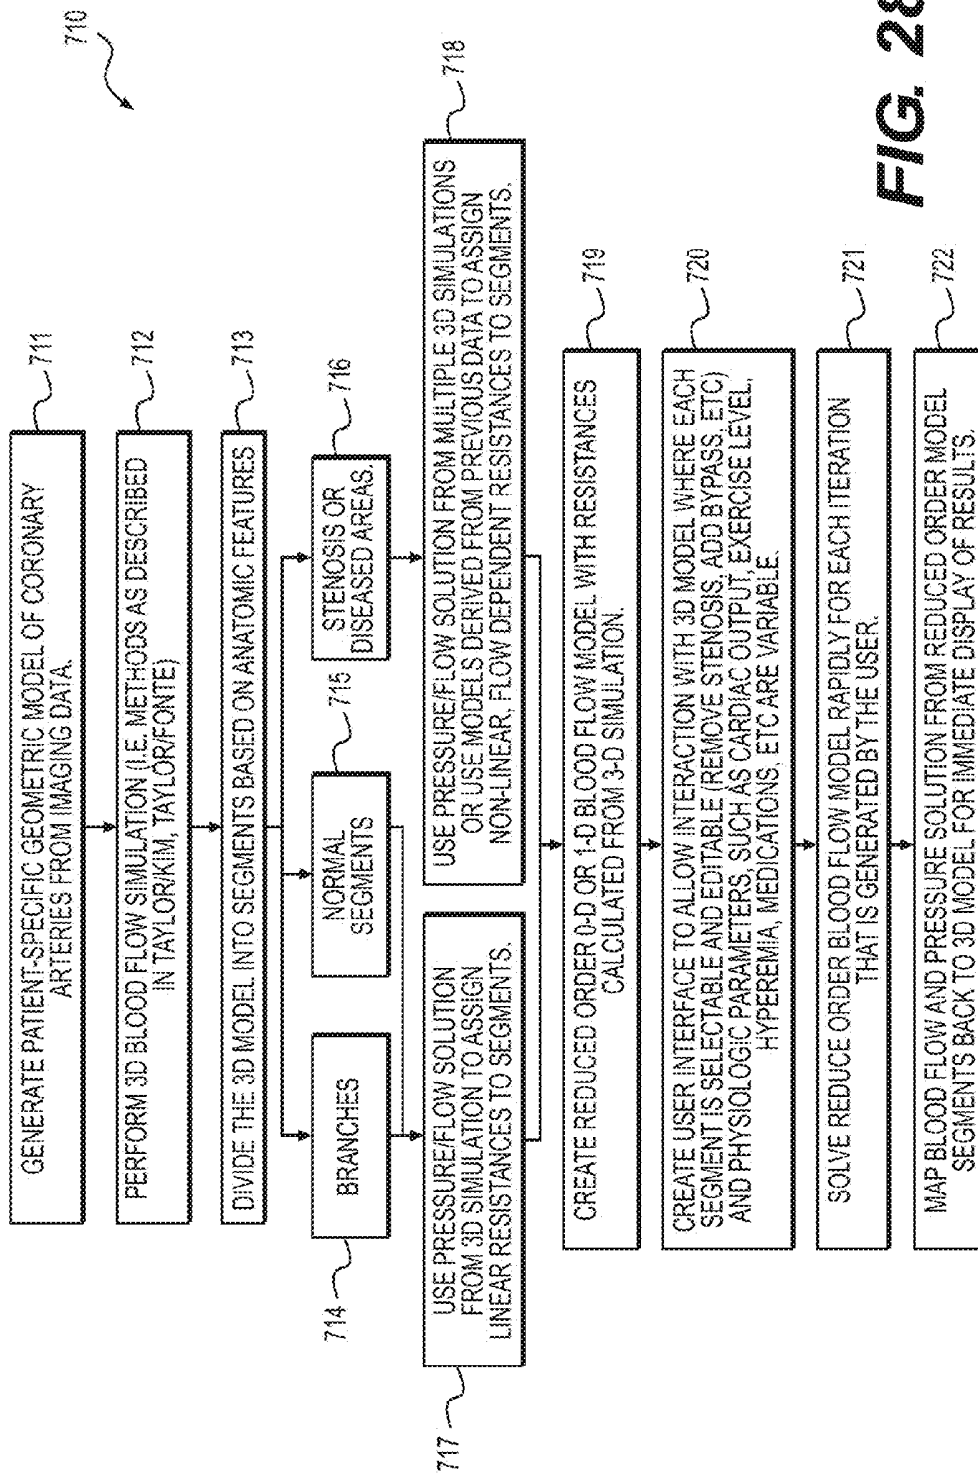 710
GENERATE PATIENT-SPECIFIC GEOMETRIC MODEL OF CORONARY
ARTERIES FROM IMAGING DATA.
711
PERFORM 3D BLOOD FLOW SIMULATION (I.E. METHODS AS DESCRIBED
IN TAYLOR/KIM, TAYLOR/FONTE)
712
DIVIDE THE 3D MODEL INTO SEGMENTS BASED ON ANATOMIC FEATURES
713
714
BRANCHES
NORMAL
SEGMENTS
715
STENOSIS OR
DISEASED AREAS.
716
717
USE PRESSURE/FLOW SOLUTION
FROM 3D SIMULATION TO ASSIGN
LINEAR RESISTANCES TO SEGMENTS.
USE PRESSURE/FLOW SOLUTION FROM MULTIPLE 3D SIMULATIONS
OR USE MODELS DERIVED FROM PREVIOUS DATA TO ASSIGN
NON-LINEAR, FLOW DEPENDENT RESISTANCES TO SEGMENTS.
718
CREATE REDUCED ORDER 0-D OR 1-D BLOOD FLOW MODEL WITH RESISTANCES
CALCULATED FROM 3-D SIMULATION.
719
CREATE USER INTERFACE TO ALLOW INTERACTION WITH 3D MODEL WHERE EACH
SEGMENT IS SELECTABLE AND EDITABLE (REMOVE STENOSIS, ADD BYPASS, ETC)
AND PHYSIOLOGIC PARAMETERS, SUCH AS CARDIAC OUTPUT, EXERCISE LEVEL,
HYPEREMIA, MEDICATIONS, ETC ARE VARIABLE.
720
SOLVE REDUCE ORDER BLOOD FLOW MODEL RAPIDLY FOR EACH ITERATION
THAT IS GENERATED BY THE USER.
721
MAP BLOOD FLOW AND PRESSURE SOLUTION FROM REDUCED ORDER MODEL
SEGMENTS BACK TO 3D MODEL FOR IMMEDIATE DISPLAY OF RESULTS.
722
FIG. 28